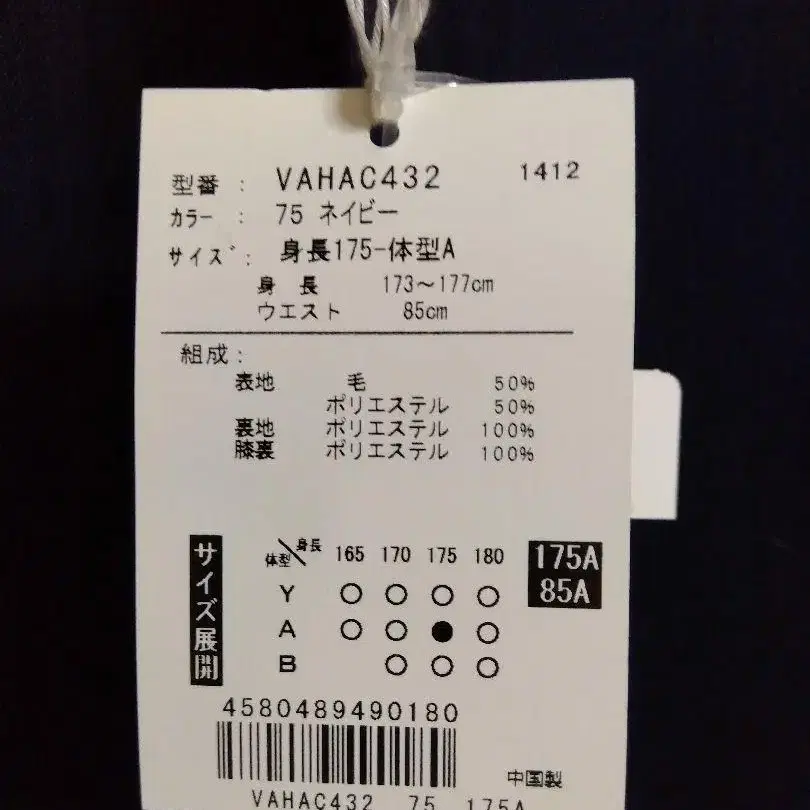 型番 : VAHAC432 1412
カラー : 75 ネイビー
サイズ : 身長175-体型A
身 長 173～177cm
ウエスト 85cm
組成 :
表地 毛 50%
ポリエステル 50%
裏地 ポリエステル 100%
膝裏 ポリエステル 100%
サイズ展開
体型＼身長 165 170 175 180
Y ○ ○ ○ ○
A ○ ○ ● ○
B ○ ○ ○
175A
85A
4580489490180
中国製
VAHAC432 75 175A